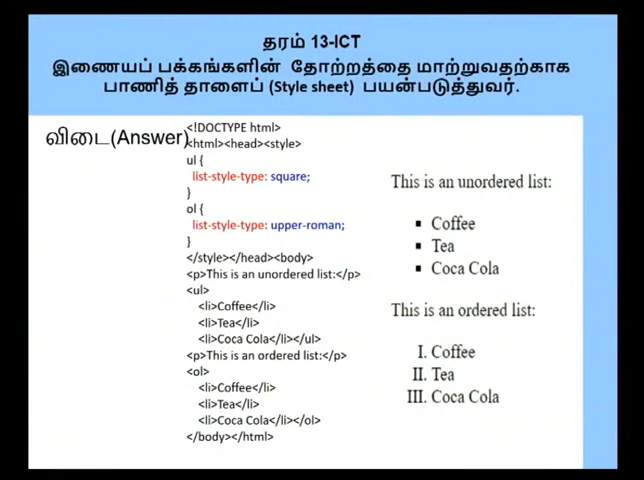 தரம் 13-ICT
இணையப் பக்கங்களின் தோற்றத்தை மாற்றுவதற்காக
பாணித் தாளைப் (Style sheet) பயன்படுத்துவர்.
விடை(Answer)
<!DOCTYPE html>
<html><head><style>
ul {
list-style-type: square;
}
ol {
list-style-type: upper-roman;
}
</style></head><body>
<p>This is an unordered list:</p>
<ul>
<li>Coffee</li>
<li>Tea</li>
<li>Coca Cola</li></ul>
<p>This is an ordered list:</p>
<ol>
<li>Coffee</li>
<li>Tea</li>
<li>Coca Cola</li></ol>
</body></html>
This is an unordered list:
▪ Coffee
▪ Tea
▪ Coca Cola
This is an ordered list:
I. Coffee
II. Tea
III. Coca Cola